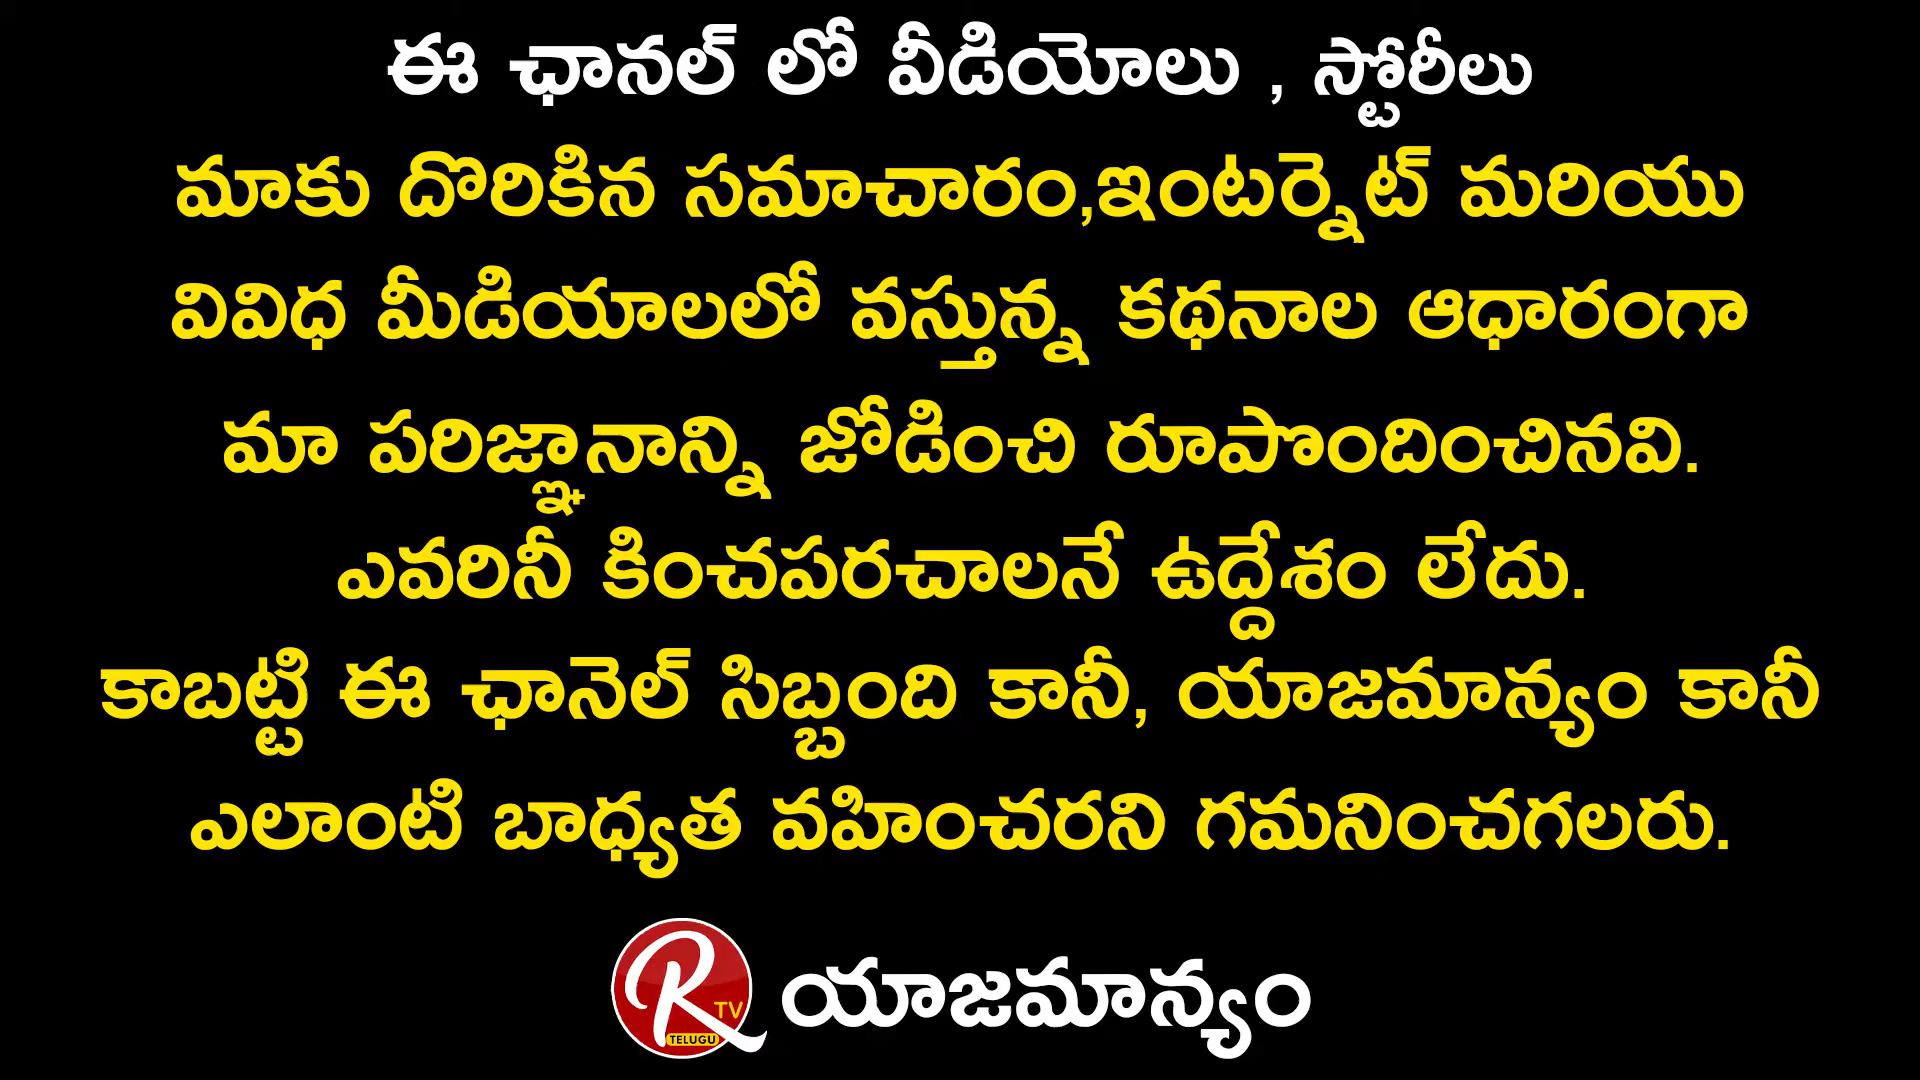 ఈ ఛానల్ లో వీడియోలు , స్టోరీలు
మాకు దొరికిన సమాచారం,ఇంటర్నెట్ మరియు
వివిధ మీడియాలలో వస్తున్న కథనాల ఆధారంగా
మా పరిజ్ఞానాన్ని జోడించి రూపొందించినవి.
ఎవరినీ కించపరచాలనే ఉద్దేశం లేదు.
కాబట్టి ఈ ఛానెల్ సిబ్బంది కానీ, యాజమాన్యం కానీ
ఎలాంటి బాధ్యత వహించరని గమనించగలరు.
R TV TELUGU యాజమాన్యం